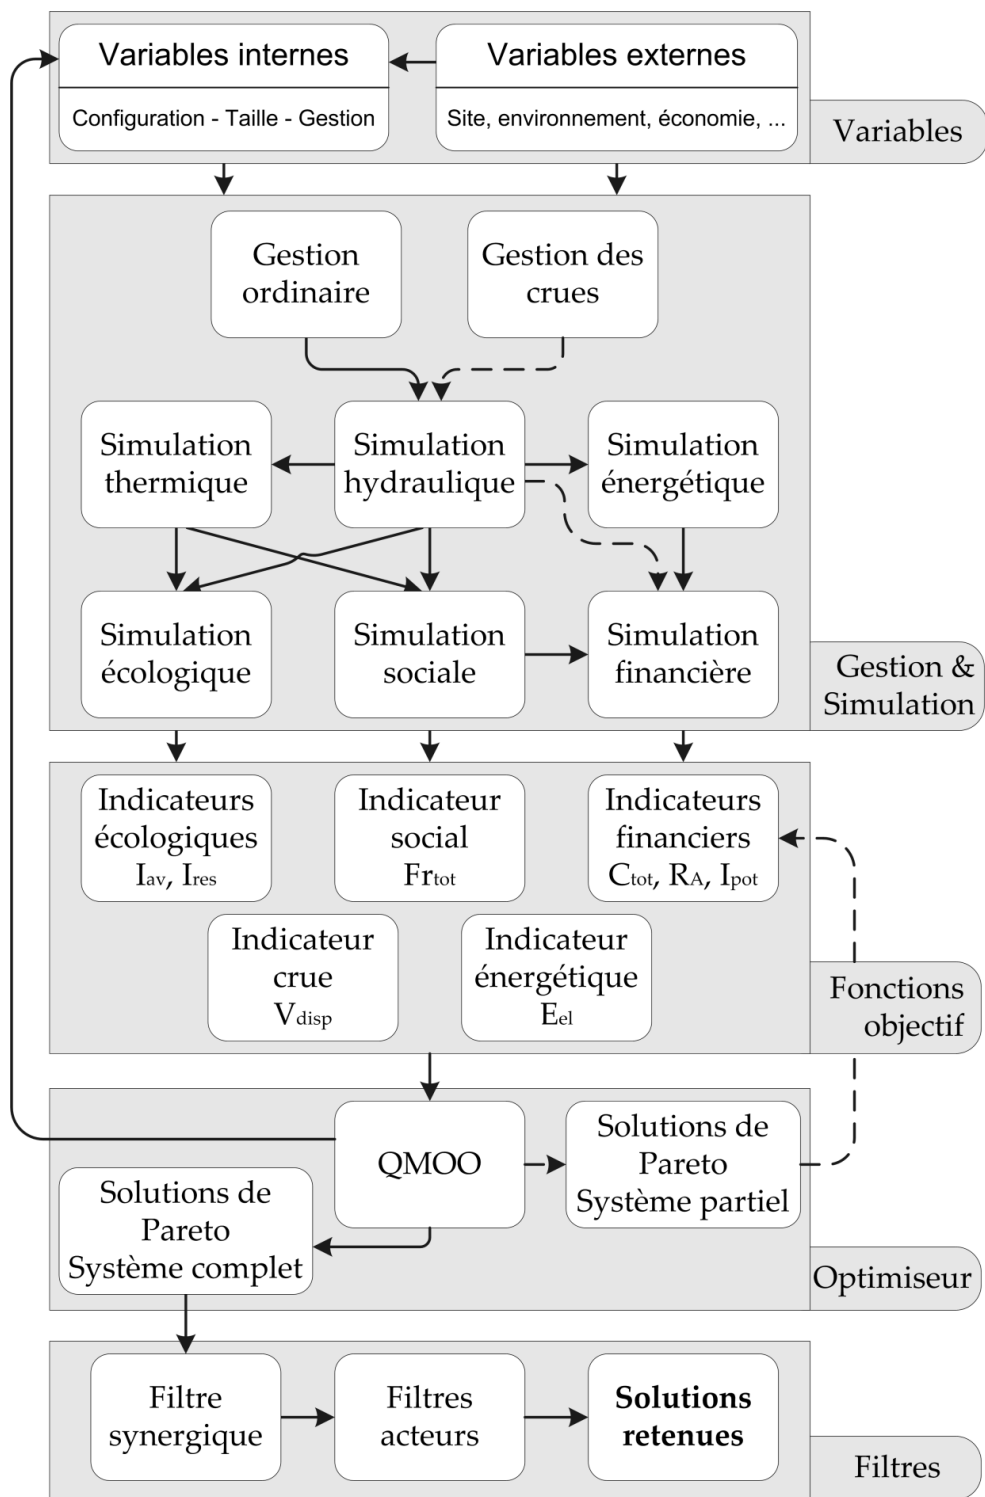 Variables internes
Configuration - Taille - Gestion
Variables externes
Site, environnement, économie, ...
Variables
Gestion
ordinaire
Gestion des
crues
Simulation
thermique
Simulation
hydraulique
Simulation
énergétique
Simulation
écologique
Simulation
sociale
Simulation
financière
Gestion &
Simulation
Indicateurs
écologiques
Iav, Ires
Indicateur
social
Frtot
Indicateurs
financiers
Ctot, RA, Ipot
Indicateur
crue
Vdisp
Indicateur
énergétique
Eel
Fonctions
objectif
QMOO
Solutions de
Pareto
Système partiel
Solutions de
Pareto
Système complet
Optimiseur
Filtre
synergique
Filtres
acteurs
Solutions
retenues
Filtres